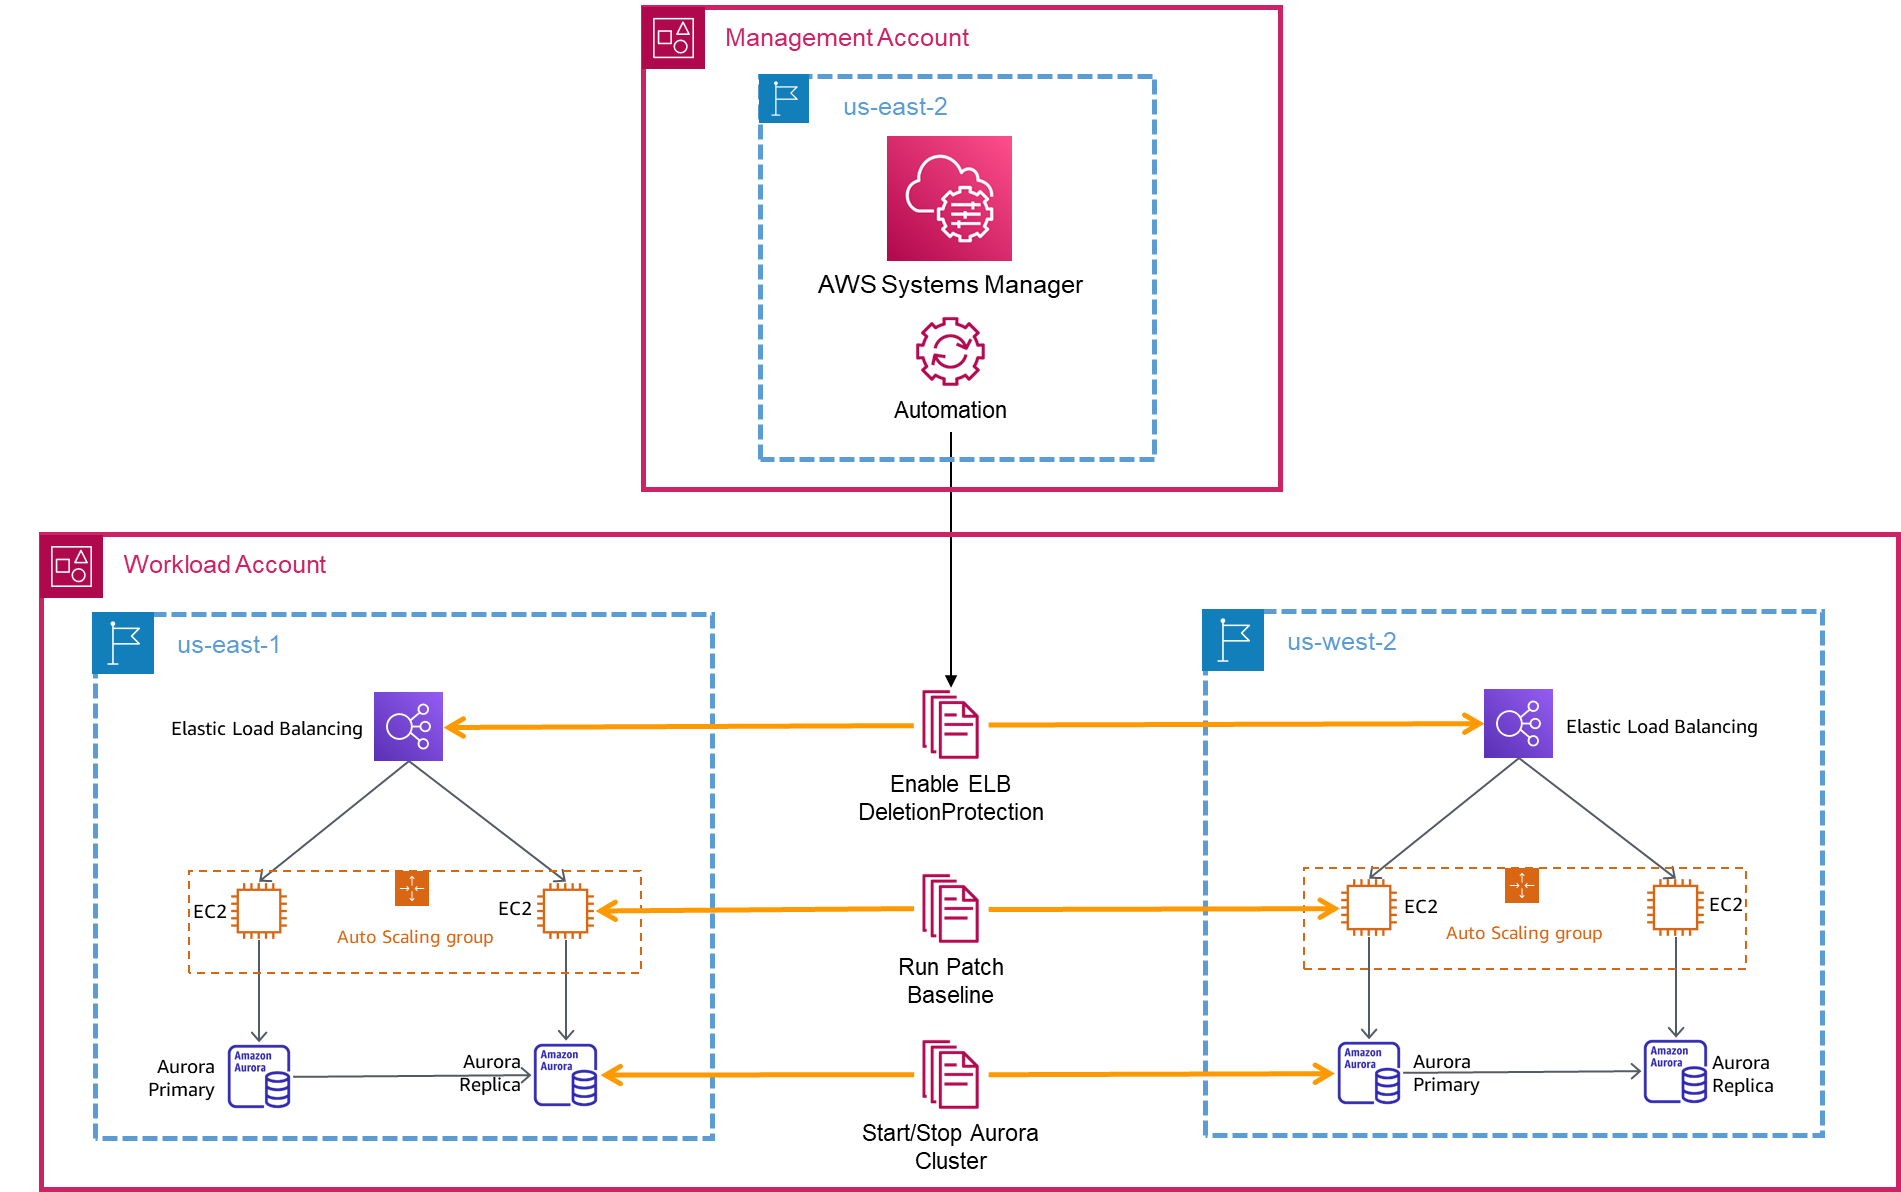 Management Account
us-east-2
AWS Systems Manager
Automation
Workload Account
us-east-1
us-west-2
Elastic Load Balancing
Elastic Load Balancing
Enable ELB
DeletionProtection
EC2
EC2
Auto Scaling group
EC2
EC2
Auto Scaling group
Run Patch
Baseline
Aurora
Primary
Amazon
Aurora
Aurora
Replica
Amazon
Aurora
Amazon
Aurora
Aurora
Primary
Amazon
Aurora
Aurora
Replica
Start/Stop Aurora
Cluster